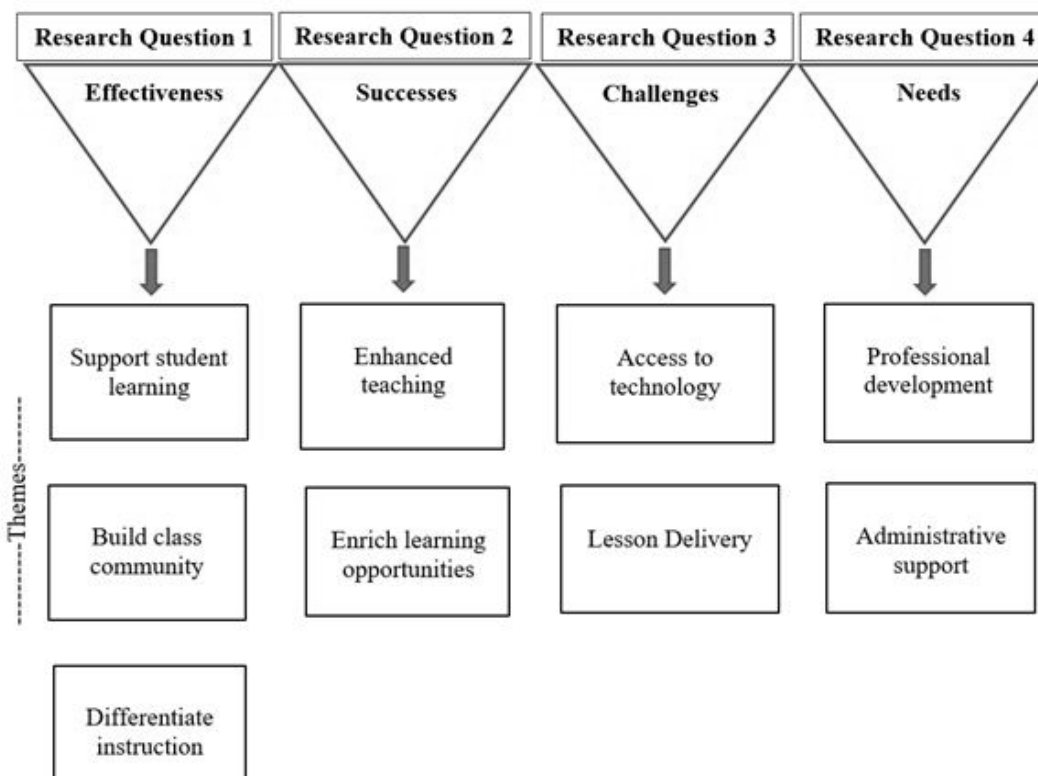 Research Question 1
Research Question 2
Research Question 3
Research Question 4
Effectiveness
Successes
Challenges
Needs
Support student
learning
Enhanced
teaching
Access to
technology
Professional
development
--------Themes-------
Build class
community
Enrich learning
opportunities
Lesson Delivery
Administrative
support
Differentiate
instruction